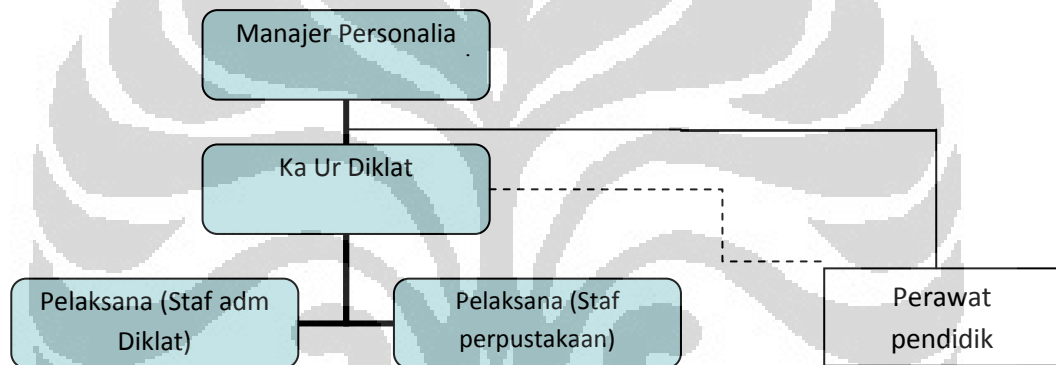 Manajer Personalia
Ka Ur Diklat
Pelaksana (Staf adm
Diklat)
Pelaksana (Staf
perpustakaan)
Perawat
pendidik